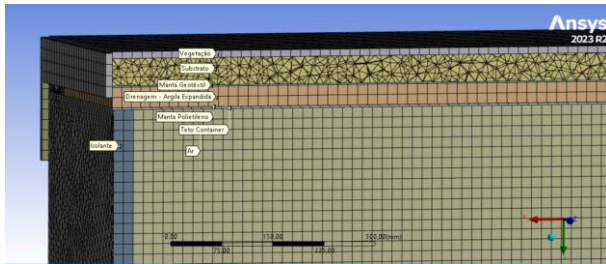 Ansys
2023 R2
Vegetação
Substrato
Manta Geotêxtil
Drenagem - Argila Expandida
Manta Polietileno
Teto Container
Isolante
Ar
0,00 150,00 300,00(mm)
75,00 225,00